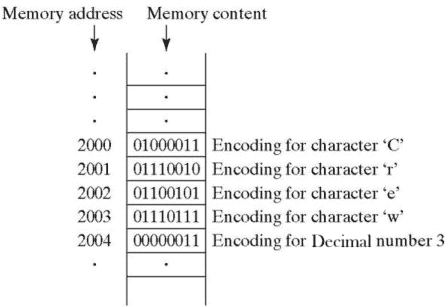 Memory address Memory content
2000 01000011 Encoding for character ‘C’
2001 01110010 Encoding for character ‘r’
2002 01100101 Encoding for character ‘e’
2003 01110111 Encoding for character ‘w’
2004 00000011 Encoding for Decimal number 3